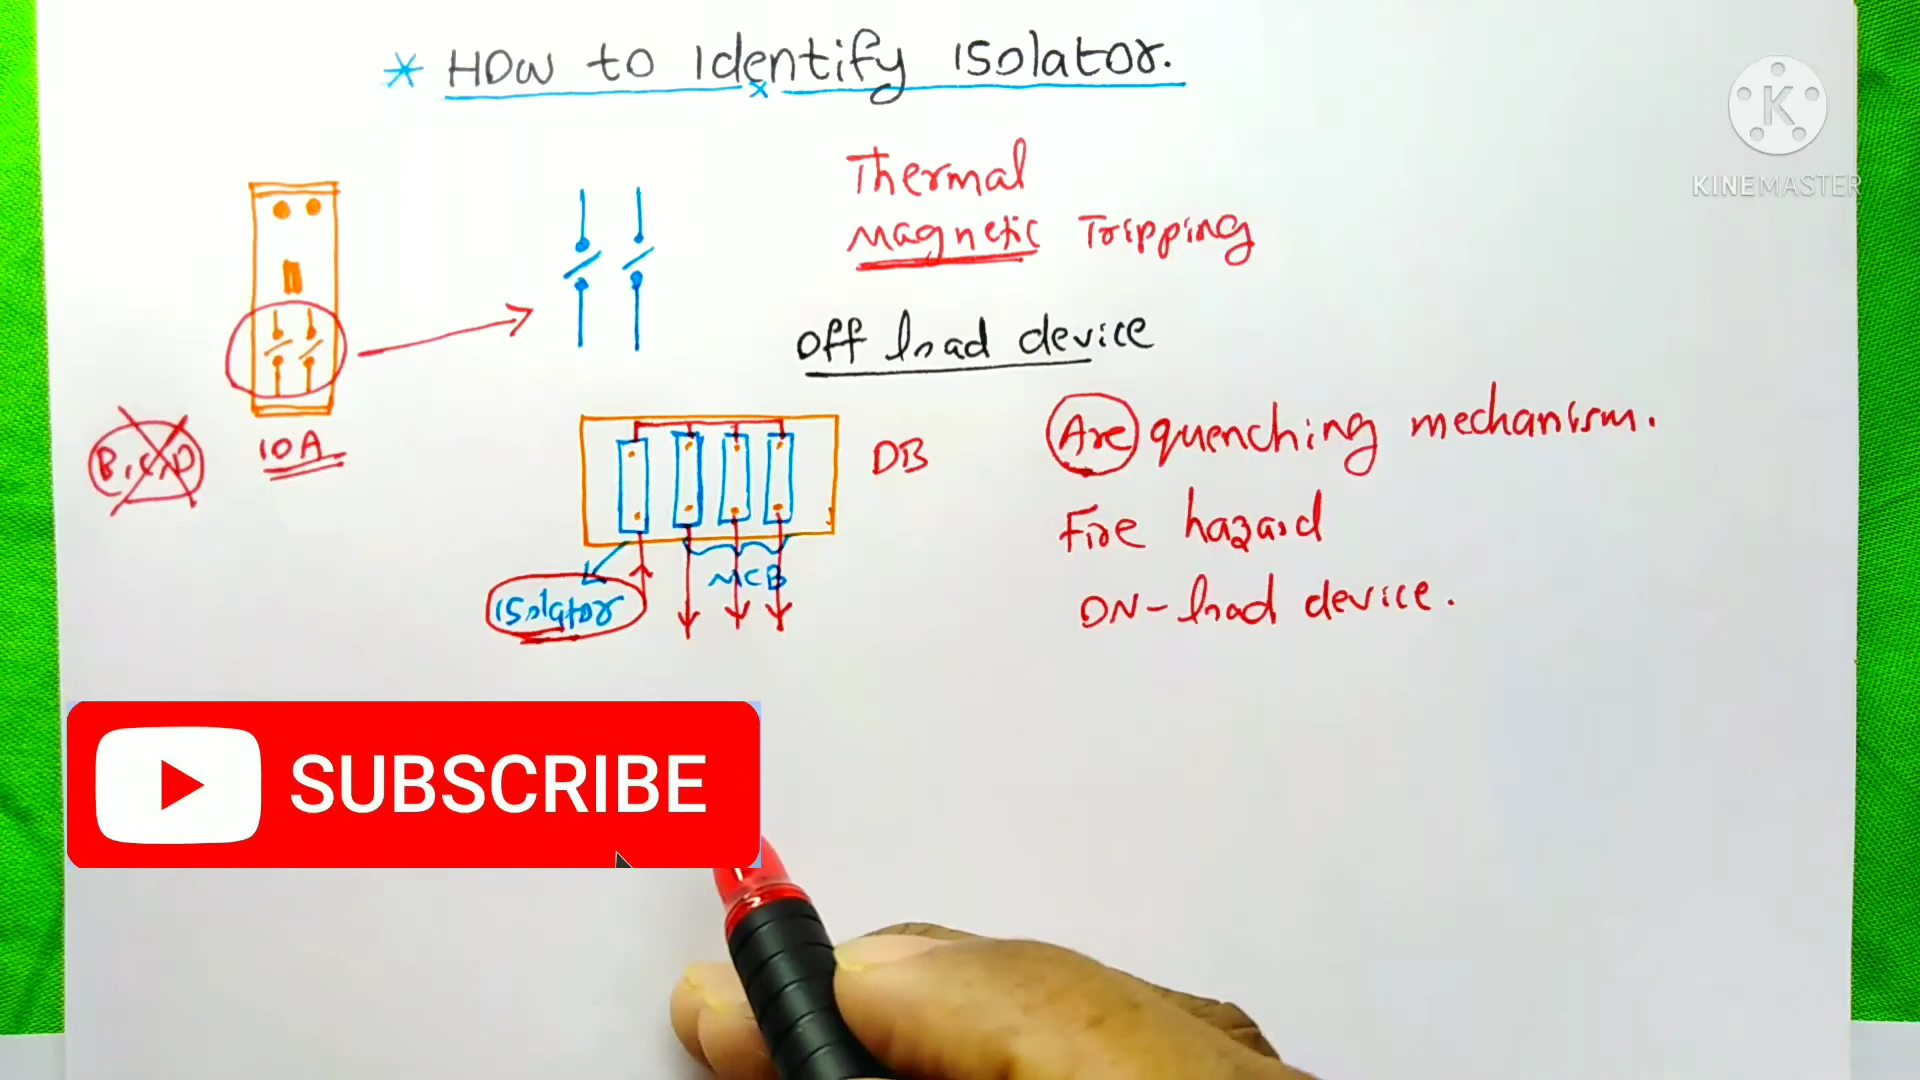 * HOW to Identify isolator.
KINEMASTER
Thermal
Magnetic Tripping
off load device
B, C, D
10A
DB
Arc quenching mechanism.
Fire hazard
ON-load device.
MCB
isolator
SUBSCRIBE